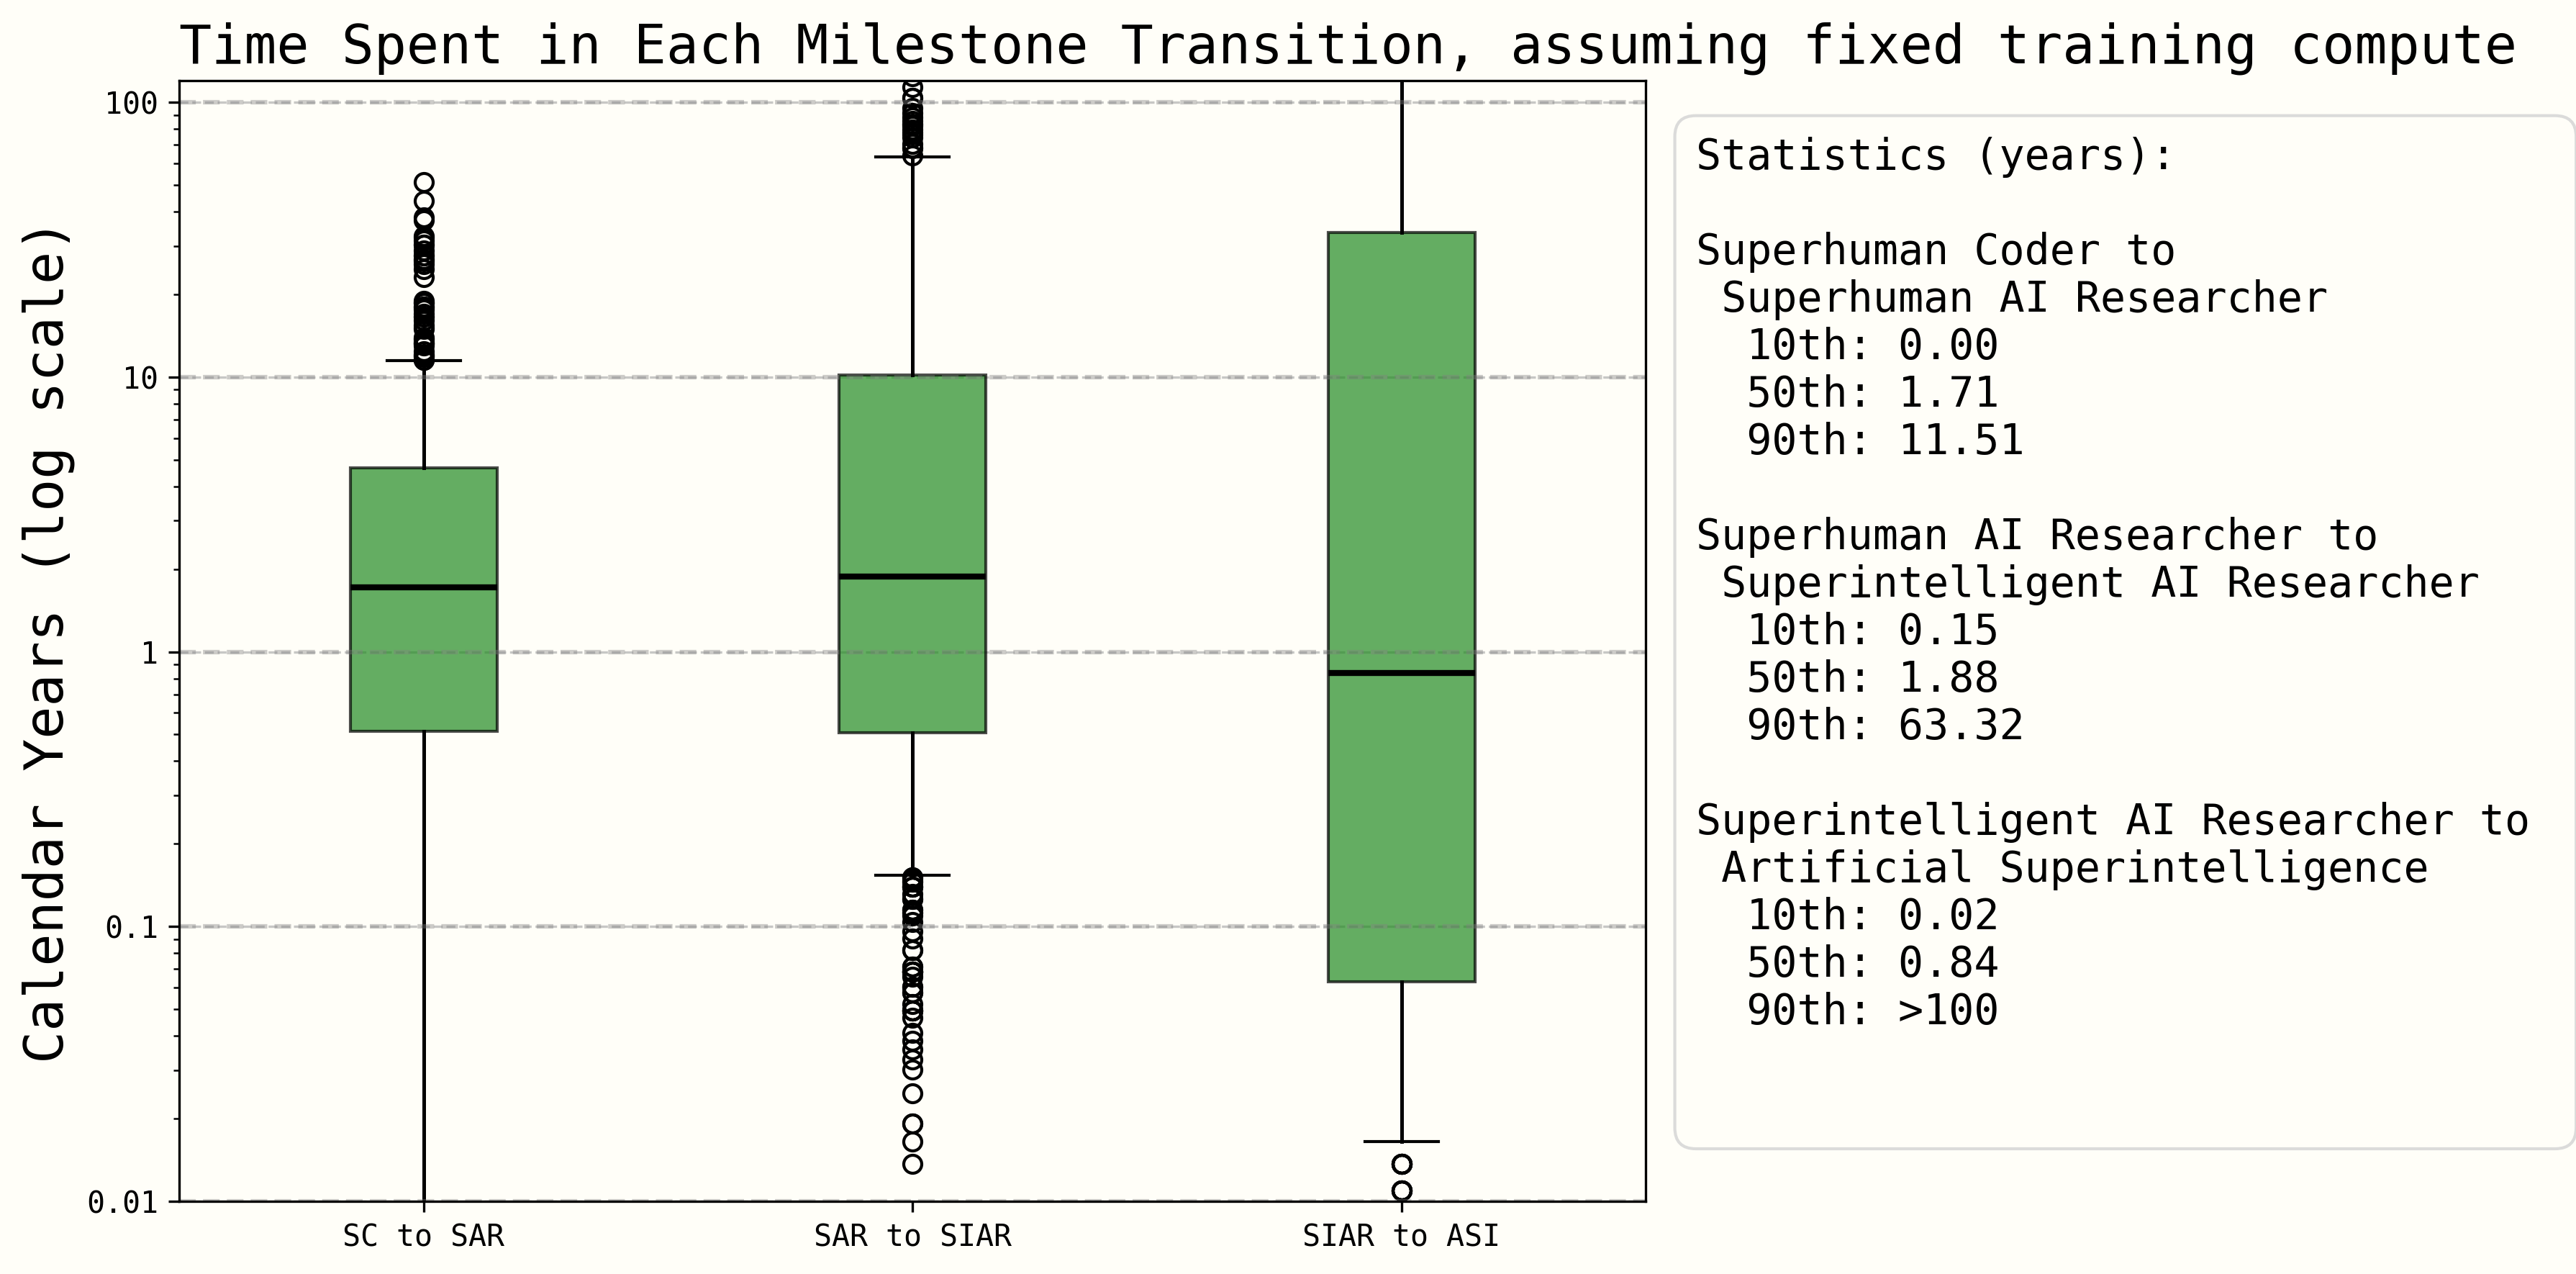 Time Spent in Each Milestone Transition, assuming fixed training compute
Calendar Years (log scale)
100
10
1
0.1
0.01
SC to SAR
SAR to SIAR
SIAR to ASI
Statistics (years):
Superhuman Coder to
Superhuman AI Researcher
10th: 0.00
50th: 1.71
90th: 11.51
Superhuman AI Researcher to
Superintelligent AI Researcher
10th: 0.15
50th: 1.88
90th: 63.32
Superintelligent AI Researcher to
Artificial Superintelligence
10th: 0.02
50th: 0.84
90th: >100